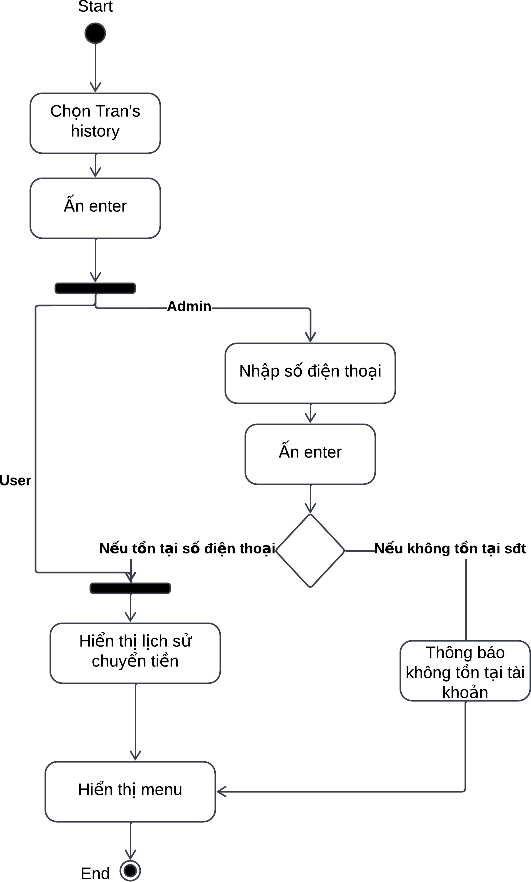 Start
Chọn Tran's
history
Ấn enter
Admin
Nhập số điện thoại
Ấn enter
User
Nếu tồn tại số điện thoại
Nếu không tồn tại sđt
Hiển thị lịch sử
chuyển tiền
Thông báo
không tồn tại tài
khoản
Hiển thị menu
End